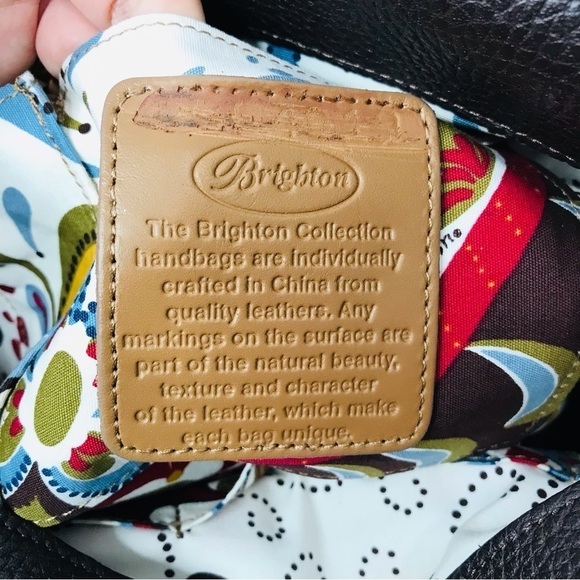 Brighton
The Brighton Collection
handbags are individually
crafted in China from
quality leathers. Any
markings on the surface are
part of the natural beauty,
texture and character
of the leather, which make
each bag unique.